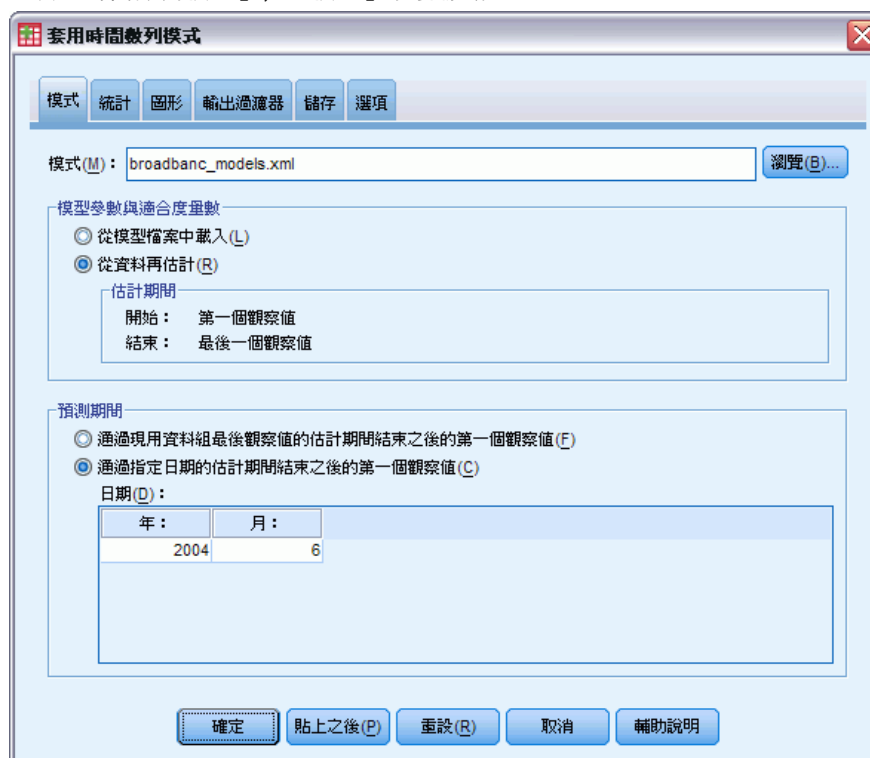 套用時間數列模式
模式 統計 圖形 輸出過濾器 儲存 選項
模式(M)： broadbanc_models.xml 瀏覽(B)...
模型參數與適合度量數
從模型檔案中載入(L)
從資料再估計(R)
估計期間
開始： 第一個觀察值
結束： 最後一個觀察值
預測期間
通過現用資料組最後觀察值的估計期間結束之後的第一個觀察值(F)
通過指定日期的估計期間結束之後的第一個觀察值(C)
日期(D)：
年： 月：
2004 6
確定 貼上之後(P) 重設(R) 取消 輔助說明